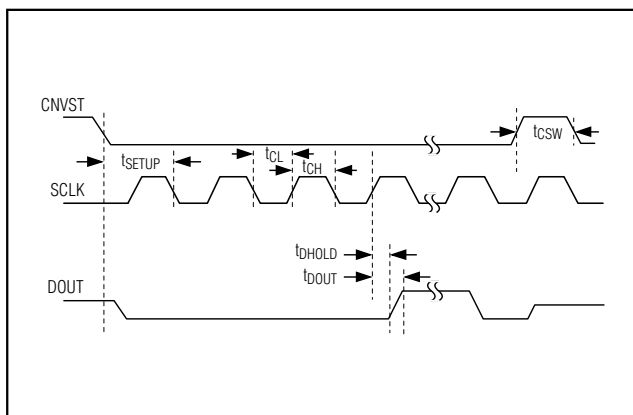 CNVST
tCSW
tSETUP
tCL
tCH
SCLK
tDHOLD
tDOUT
DOUT